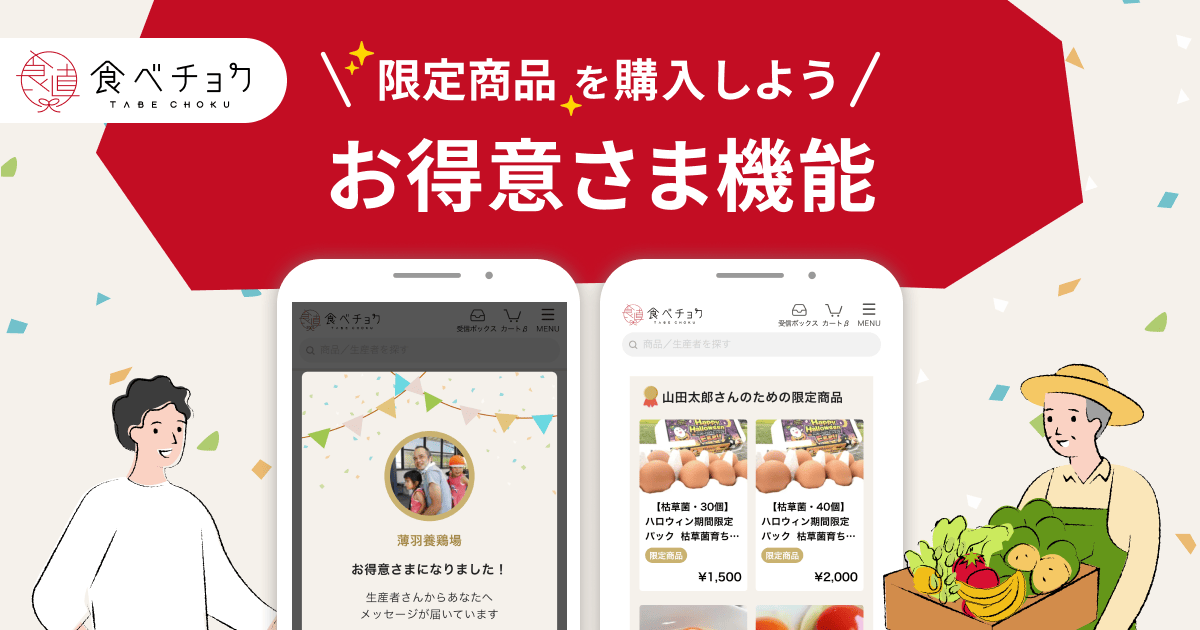 食べチョク
TABE CHOKU
限定商品を購入しよう
お得意さま機能
食直
食べチョク
TABE CHOKU
受信ボックス
カートβ
MENU
商品／生産者を探す
薄羽養鶏場
お得意さまになりました！
生産者さんからあなたへ
メッセージが届いています
食べチョク
TABE CHOKU
受信ボックス
カートβ
MENU
商品／生産者を探す
山田太郎さんのための限定商品
Happy
Halloween
【枯草菌・30個】
ハロウィン期間限定
パック 枯草菌育ち…
限定商品
¥1,500
Happy
Halloween
【枯草菌・40個】
ハロウィン期間限定
パック 枯草菌育ち…
限定商品
¥2,000